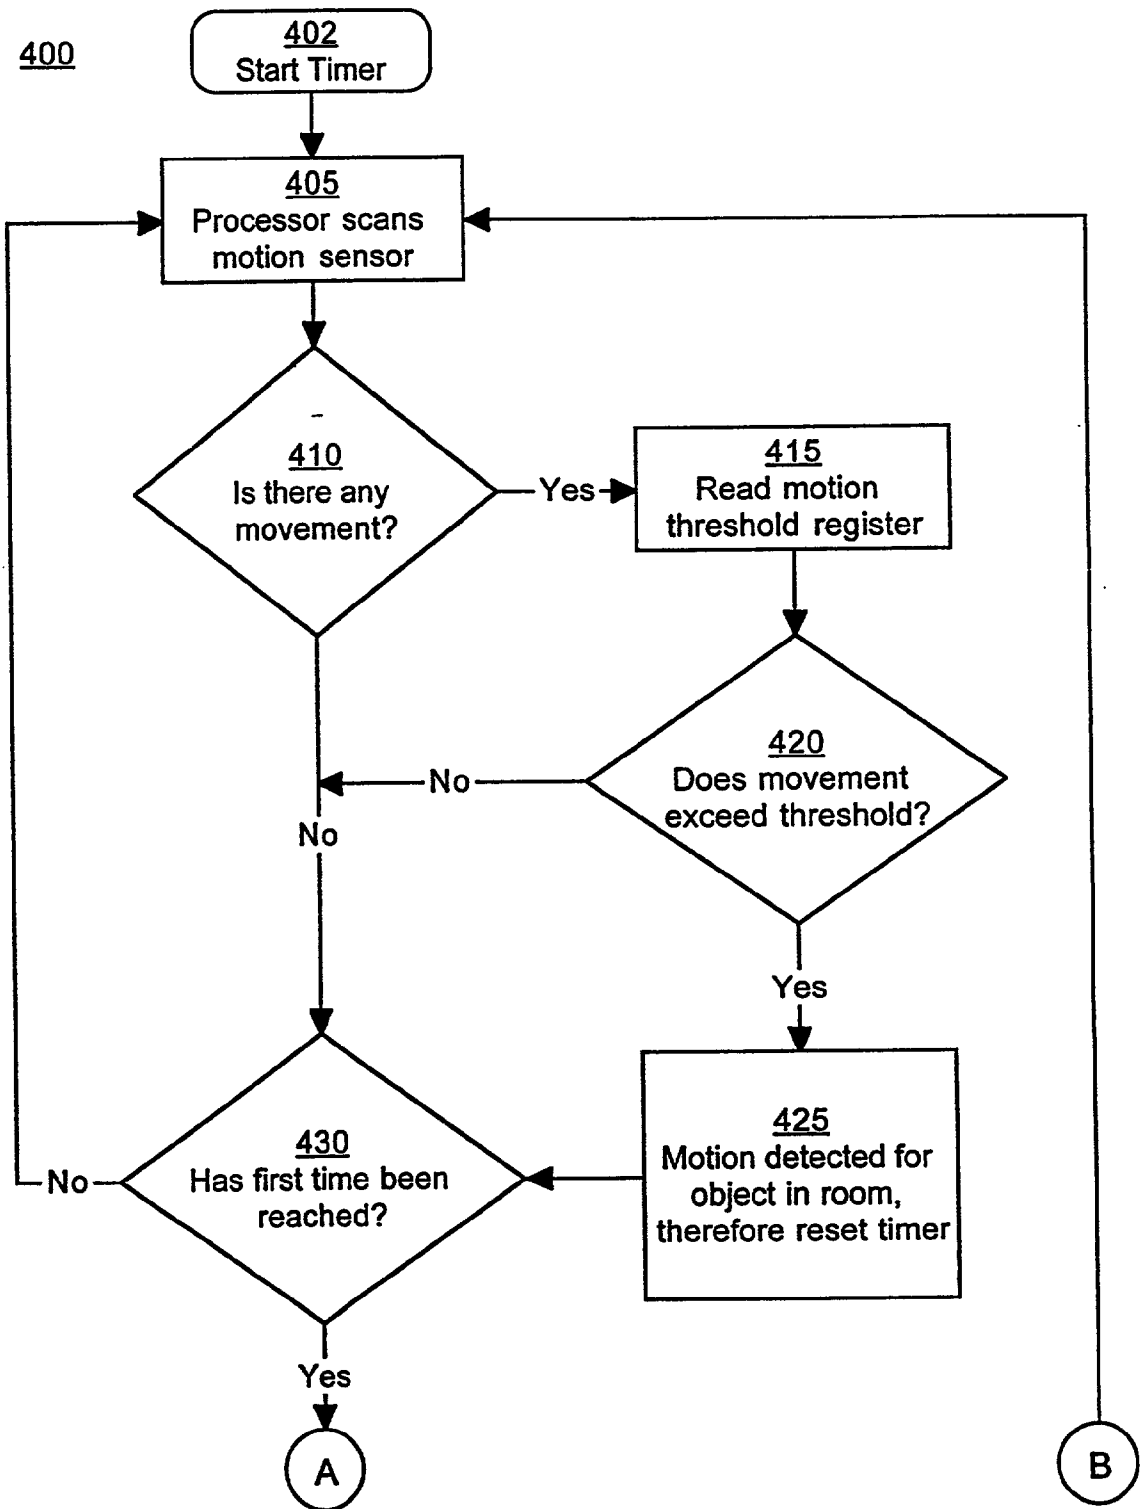 400
402
Start Timer
405
Processor scans
motion sensor
410
Is there any
movement?
Yes
415
Read motion
threshold register
420
Does movement
exceed threshold?
No
No
Yes
425
Motion detected for
object in room,
therefore reset timer
430
Has first time been
reached?
No
Yes
A
B